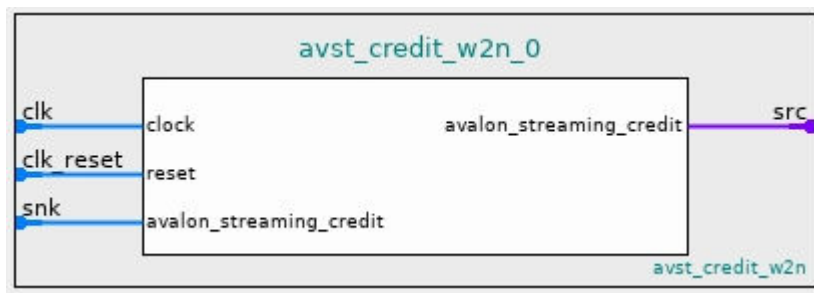 avst_credit_w2n_0
clk
clock
avalon_streaming_credit
src
clk_reset
reset
snk
avalon_streaming_credit
avst_credit_w2n